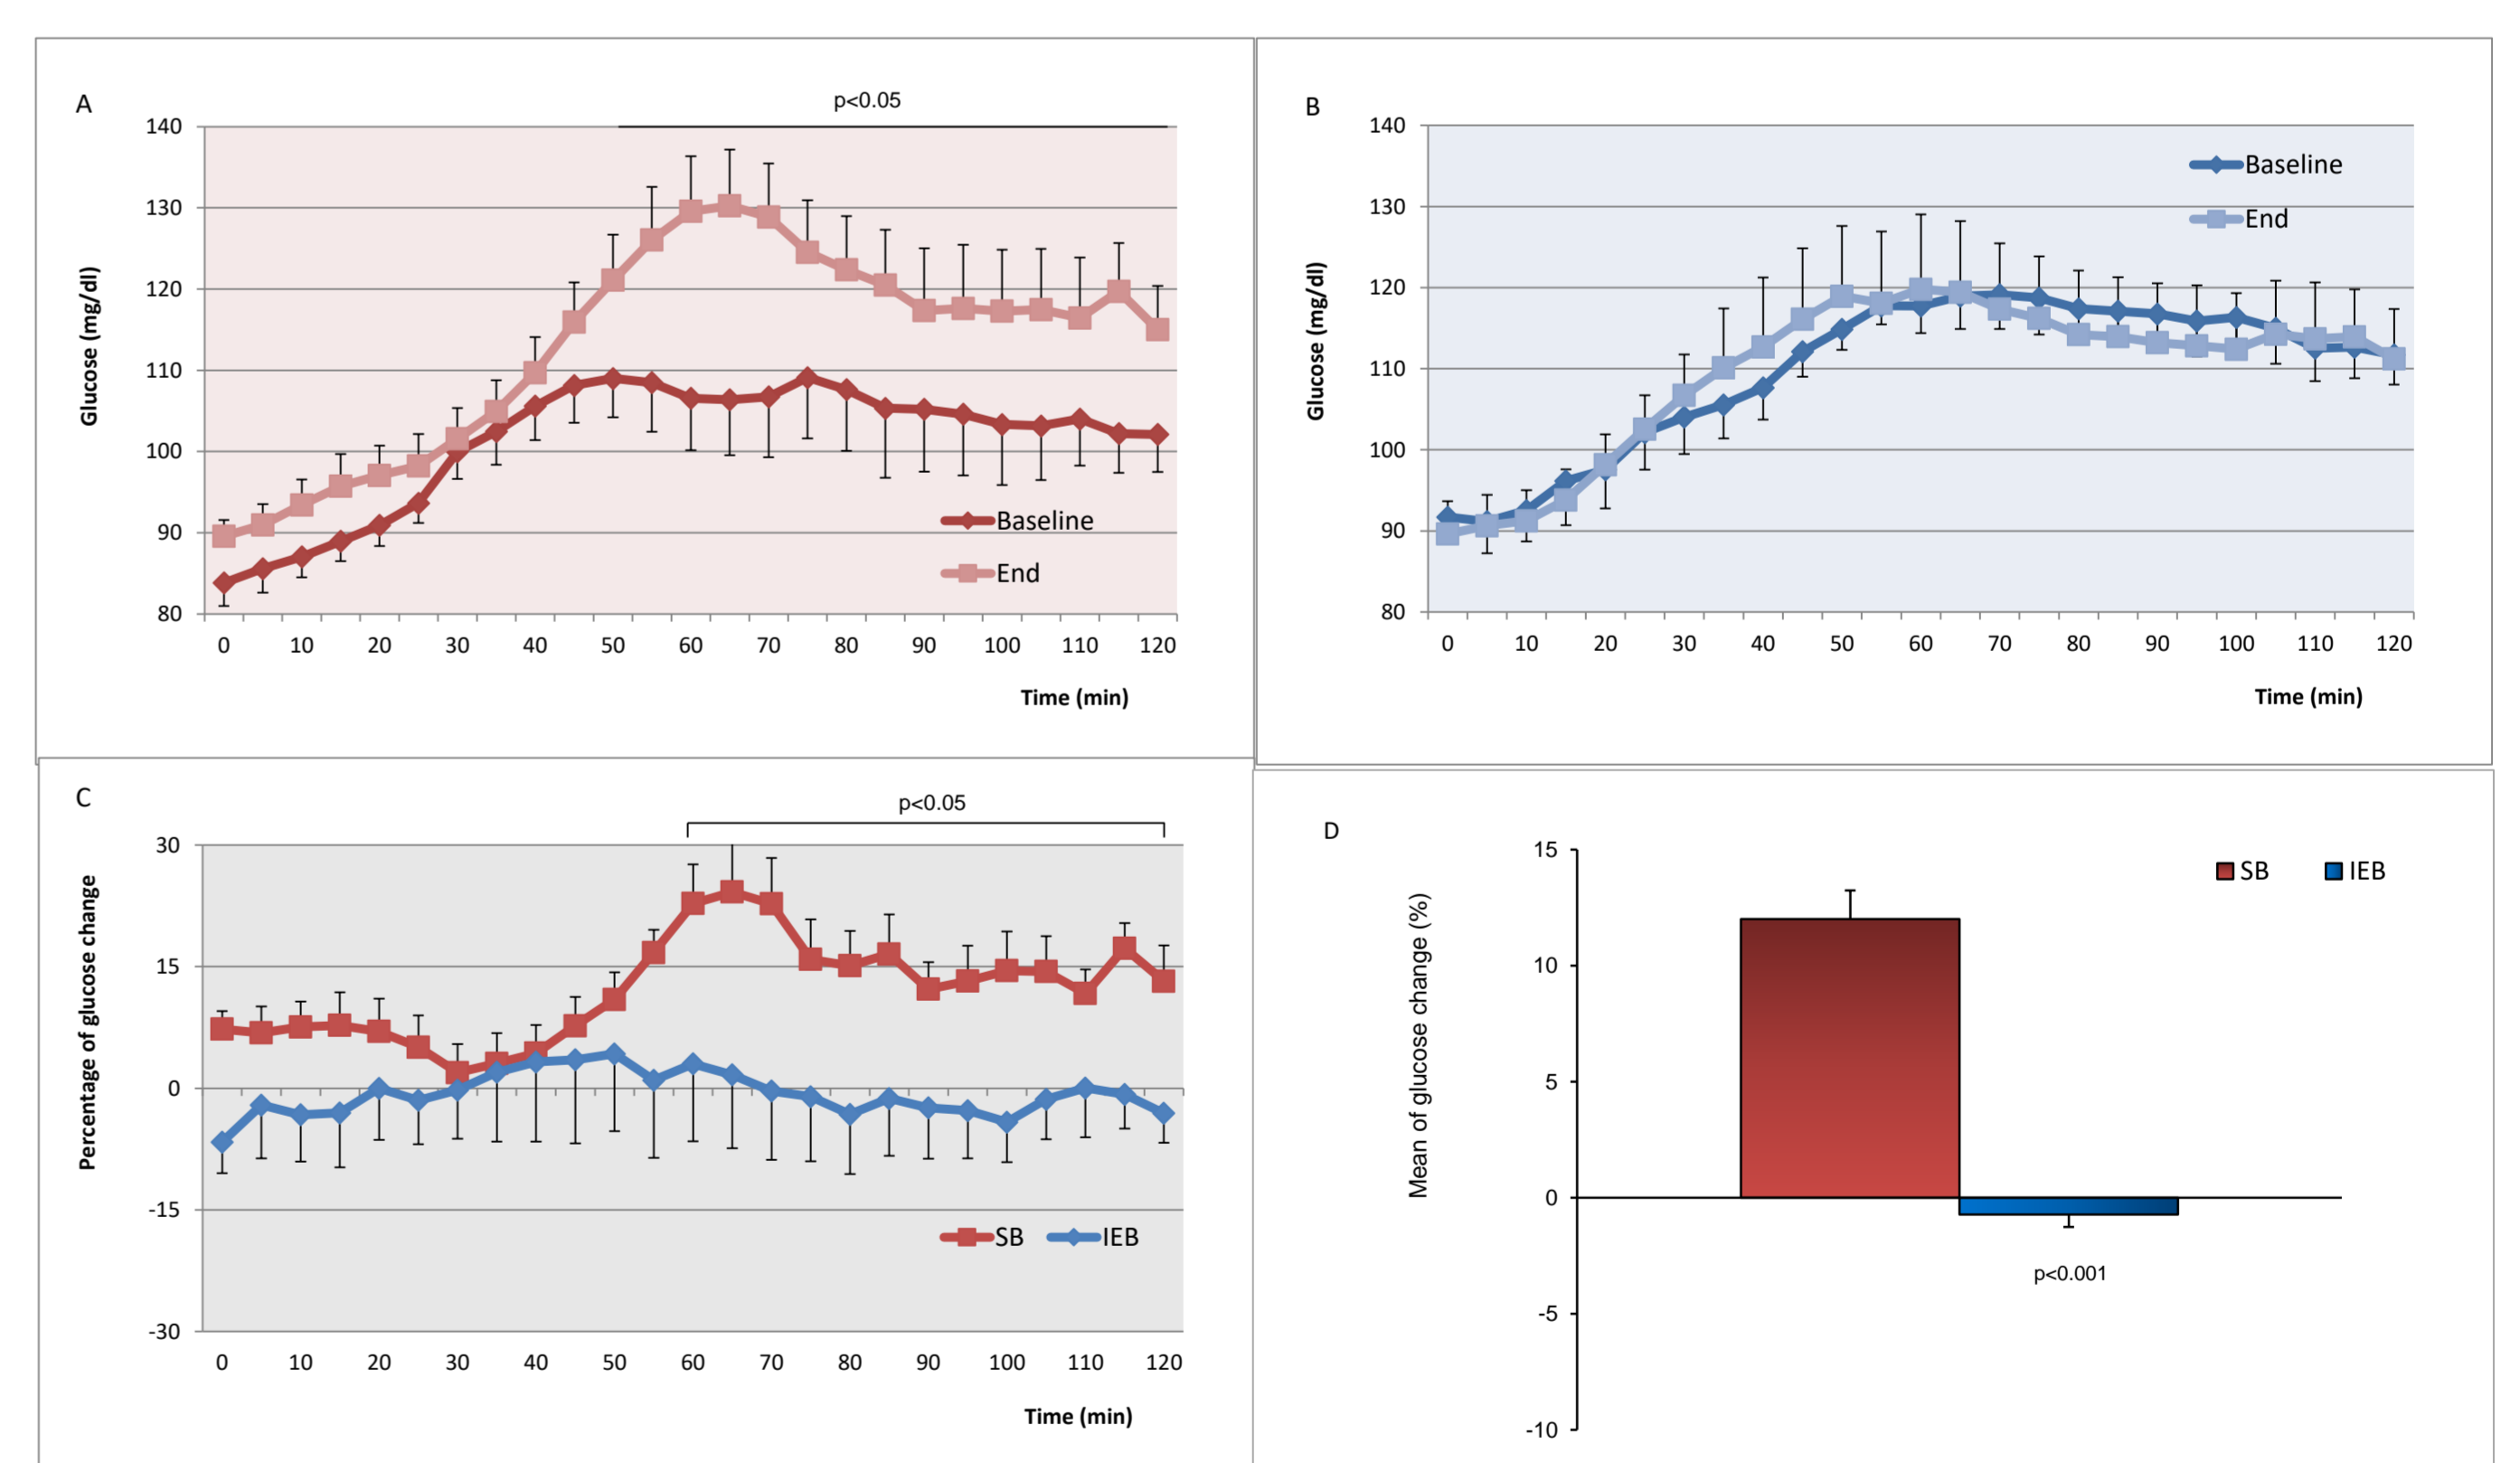 A
p<0.05
140
130
120
110
100
90
80
Glucose (mg/dl)
Baseline
End
0 10 20 30 40 50 60 70 80 90 100 110 120
Time (min)
B
140
130
120
110
100
90
80
Glucose (mg/dl)
Baseline
End
0 10 20 30 40 50 60 70 80 90 100 110 120
Time (min)
C
p<0.05
30
15
0
-15
-30
Percentage of glucose change
SB IEB
0 10 20 30 40 50 60 70 80 90 100 110 120
Time (min)
D
15
10
5
0
-5
-10
Mean of glucose change (%)
SB IEB
p<0.001